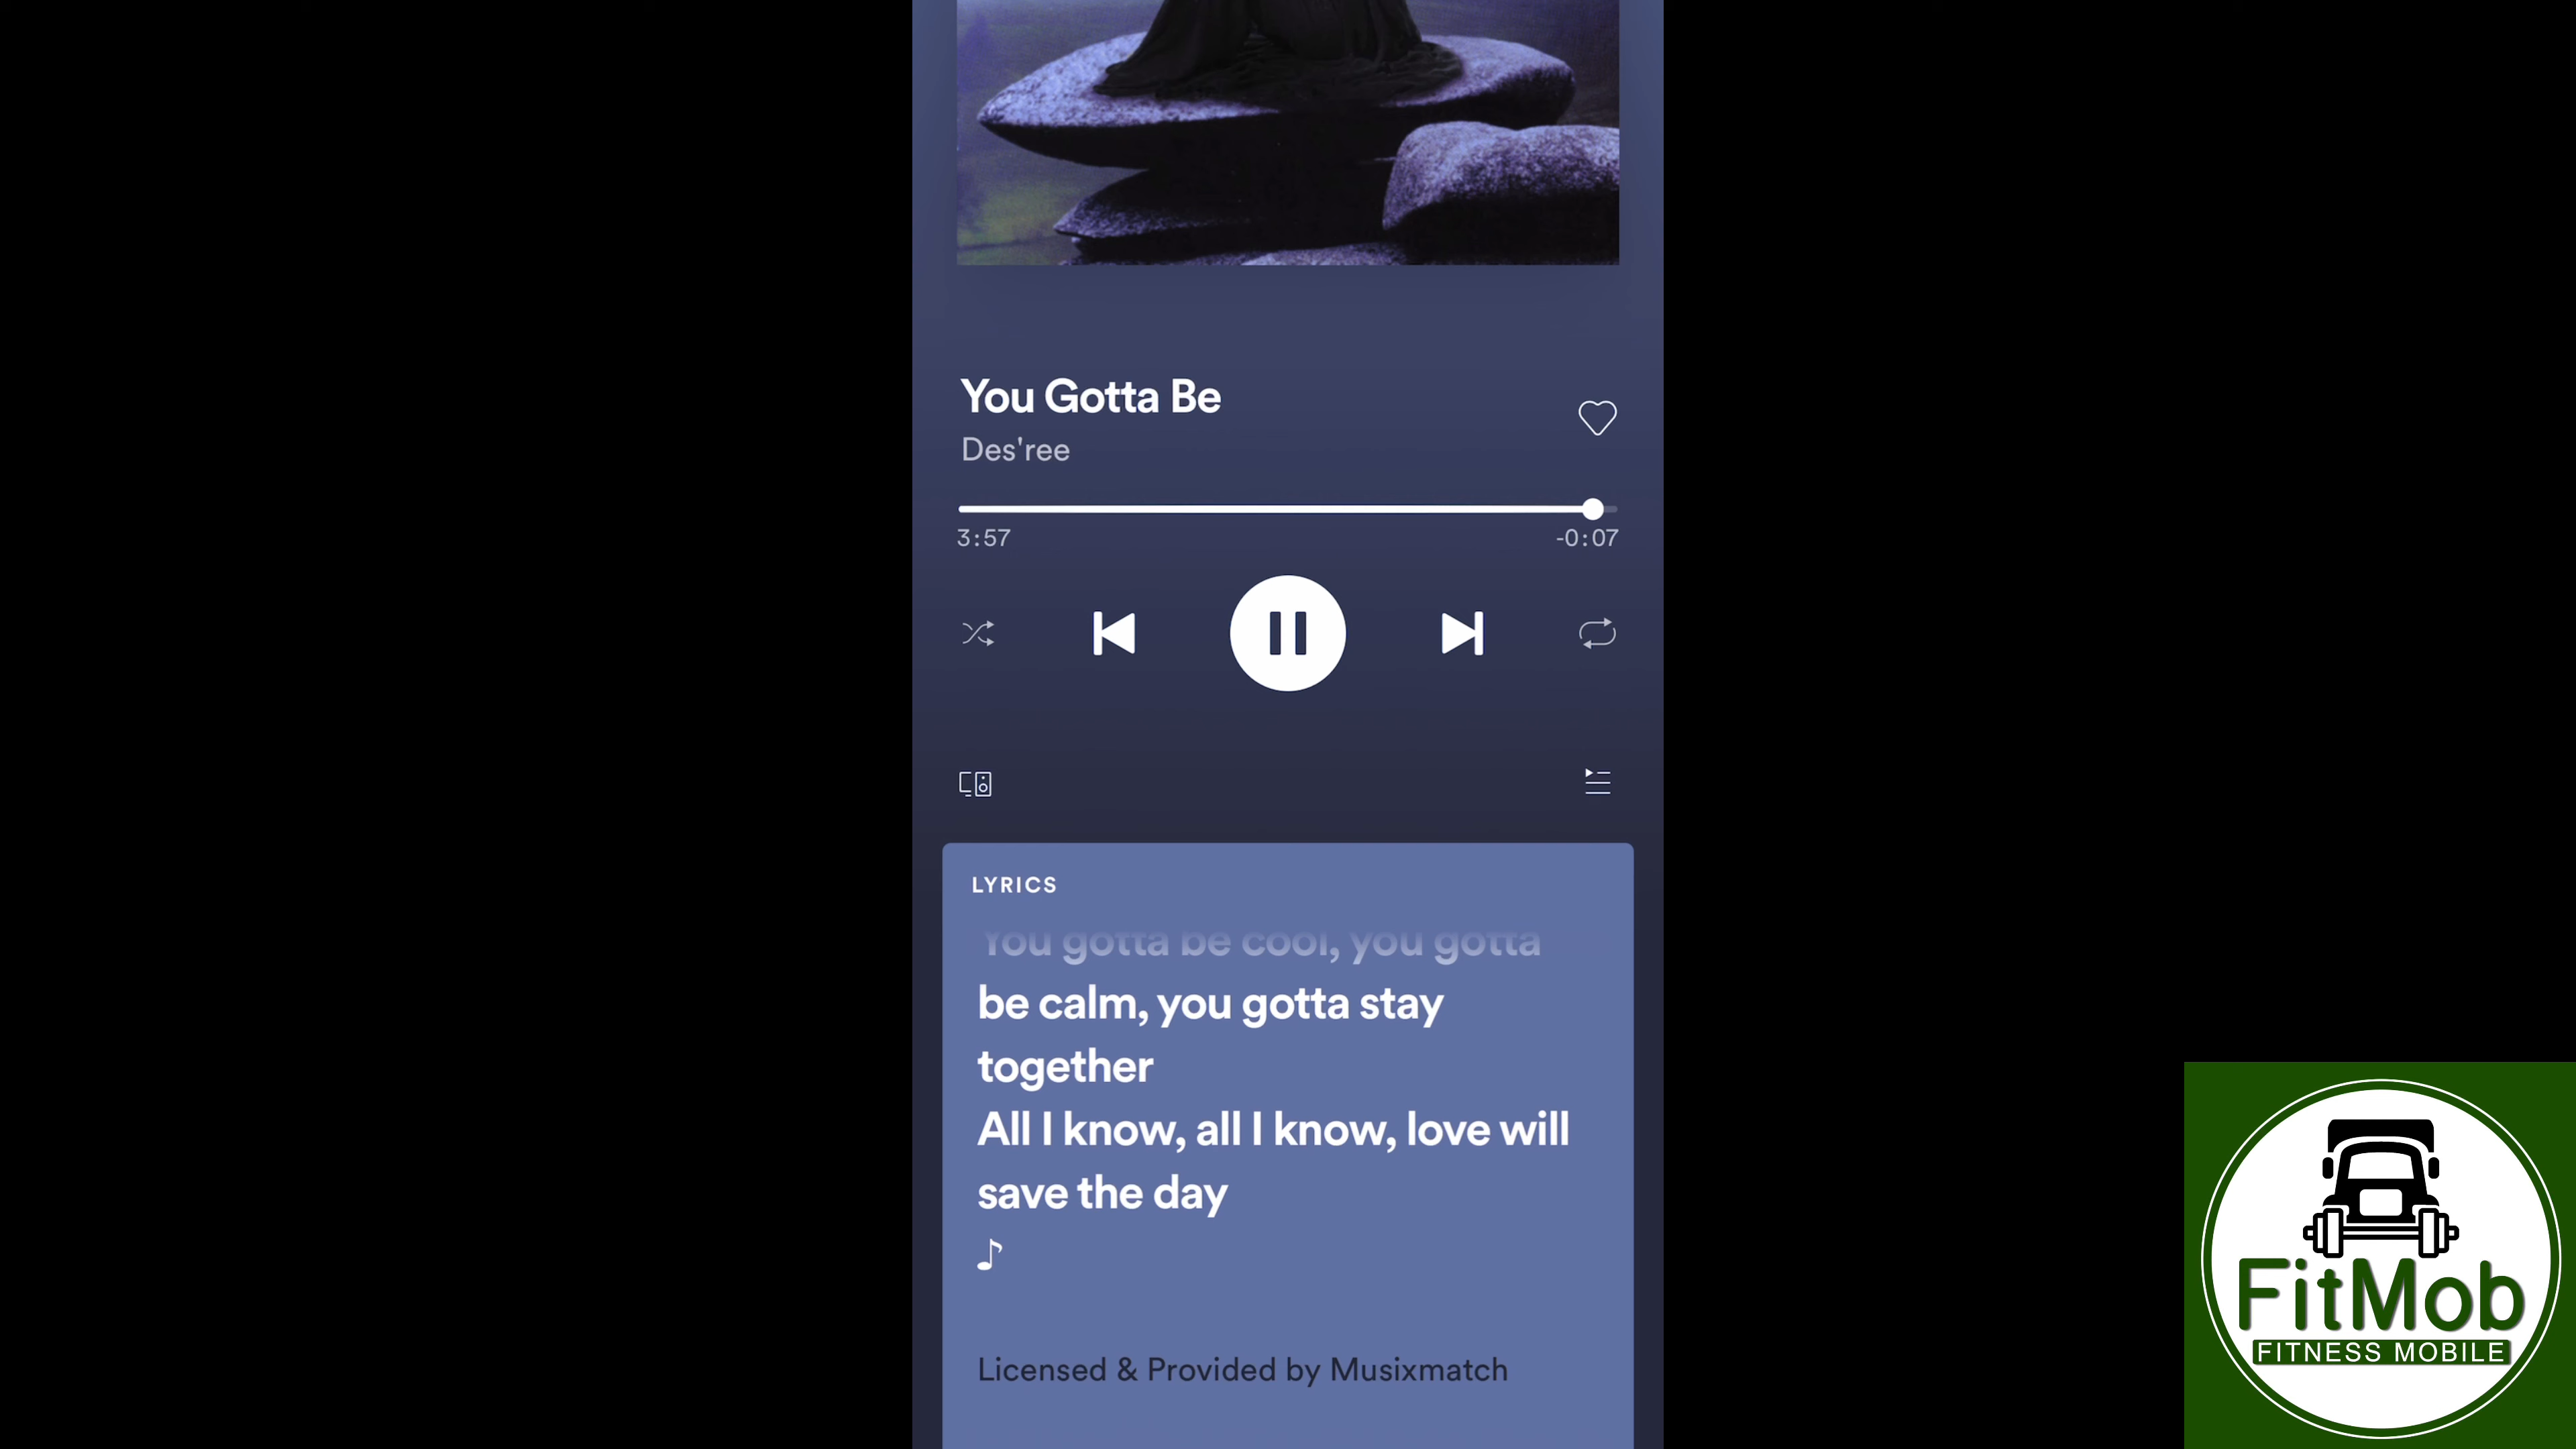 You Gotta Be
Des'ree
3:57
-0:07
LYRICS
You gotta be cool, you gotta
be calm, you gotta stay
together
All I know, all I know, love will
save the day
♪
Licensed & Provided by Musixmatch
FitMob
FITNESS MOBILE